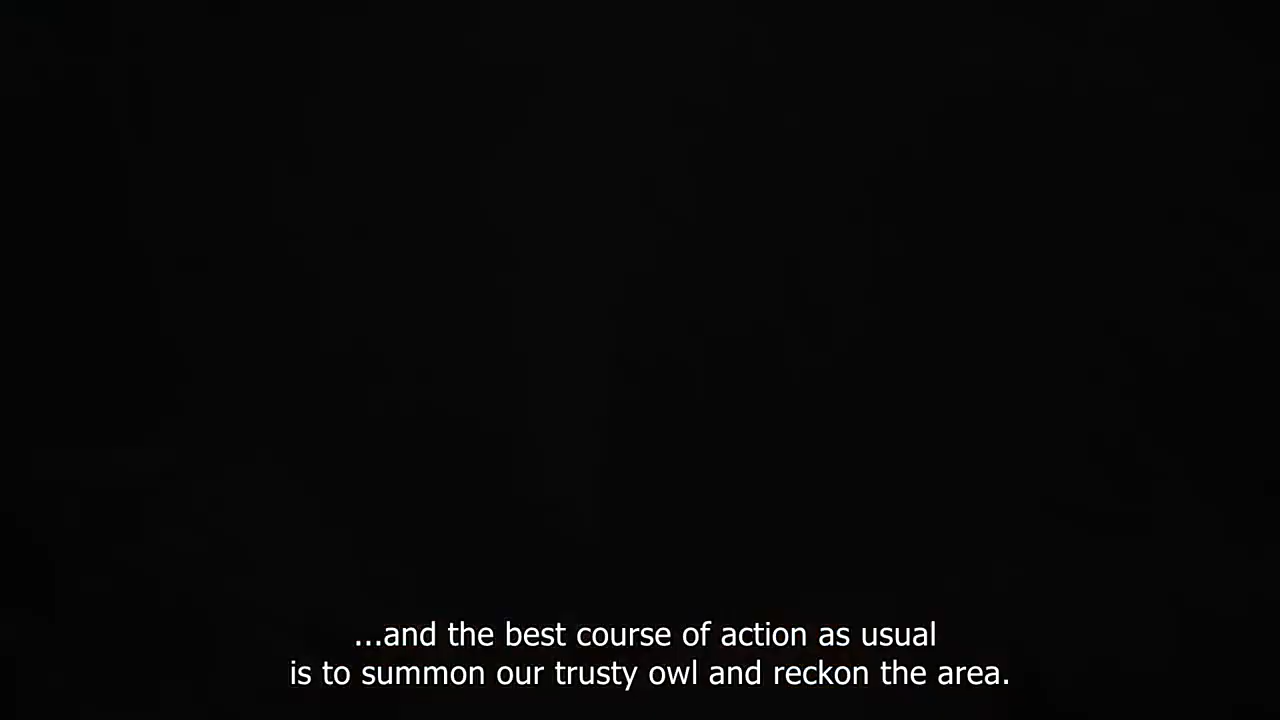 ...and the best course of action as usual
is to summon our trusty owl and reckon the area.